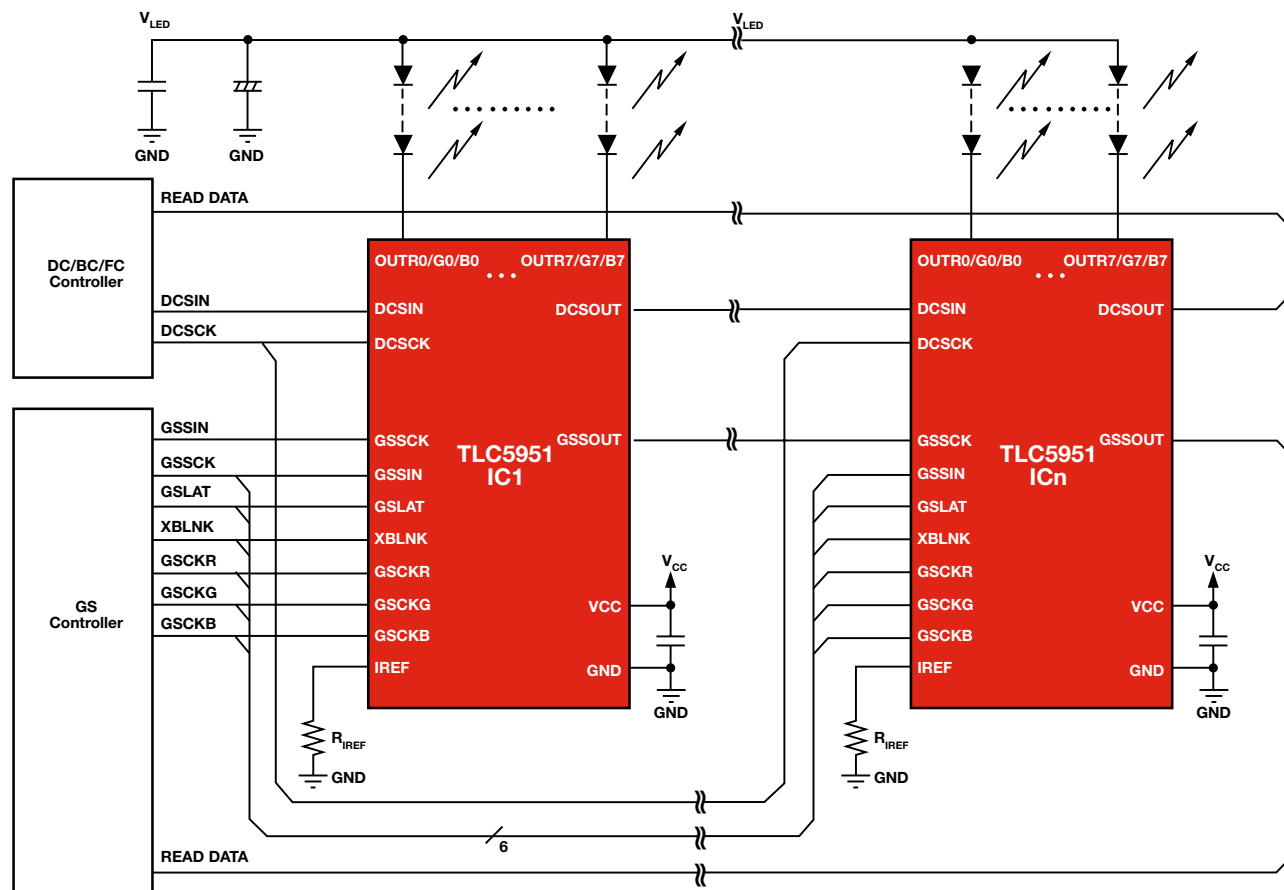 VLED
VLED
GND
GND
READ DATA
DC/BC/FC
Controller
DCSIN
DCSCK
OUTR0/G0/B0
OUTR7/G7/B7
...
DCSIN
DCSOUT
DCSCK
GSSCK
GSSOUT
TLC5951
IC1
GSSIN
GSLAT
XBLNK
GSCKR
GSCKG
GSCKB
IREF
VCC
GND
VCC
GND
RIREF
GND
OUTR0/G0/B0
OUTR7/G7/B7
...
DCSIN
DCSOUT
DCSCK
GSSCK
GSSOUT
TLC5951
ICn
GSSIN
GSLAT
XBLNK
GSCKR
GSCKG
GSCKB
IREF
VCC
GND
VCC
GND
RIREF
GND
GSSIN
GSSCK
GSLAT
XBLNK
GSCKR
GSCKG
GSCKB
GS
Controller
6
READ DATA